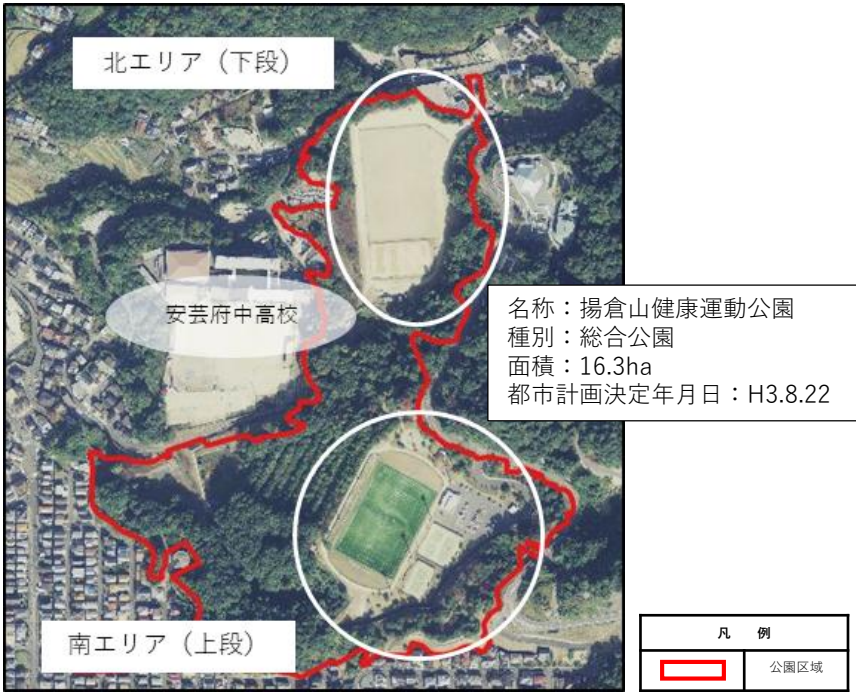 北エリア（下段）
安芸府中高校
名称：揚倉山健康運動公園
種別：総合公園
面積：16.3ha
都市計画決定年月日：H3.8.22
南エリア（上段）
凡　例
公園区域